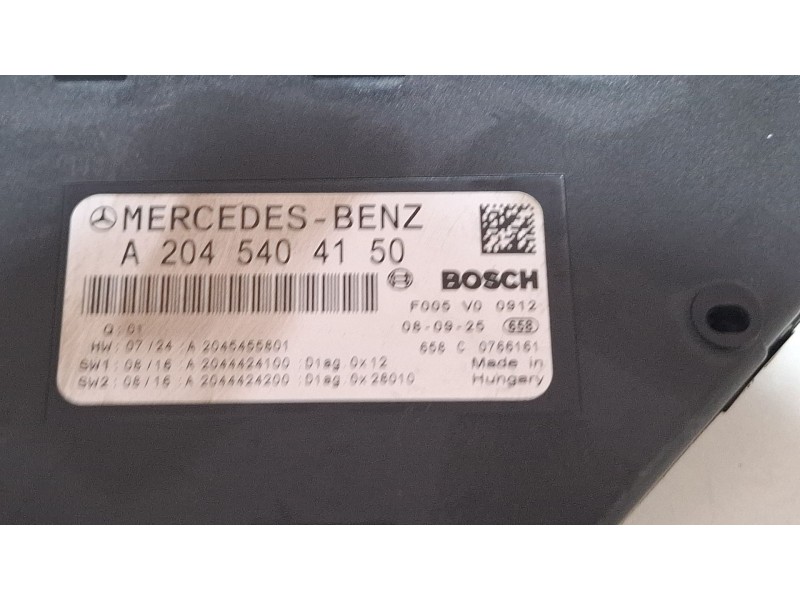 MERCEDES-BENZ
A 204 540 41 50
BOSCH
F005 V0 0912
Q:01
08-09-25 658
HW: 07/24 :A 2045455801
658 C 0766161
SW1: 08/16 :A 2044424100 :Diag.0x12
Made in
SW2: 08/16 :A 2044424200 :Diag.0x28010
Hungary